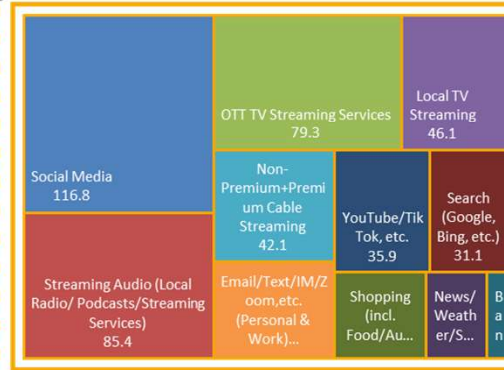 Social Media
116.8
Streaming Audio (Local
Radio/ Podcasts/Streaming
Services)
85.4
OTT TV Streaming Services
79.3
Local TV
Streaming
46.1
Non-
Premium+Premi
um Cable
Streaming
42.1
YouTube/Tik
Tok, etc.
35.9
Search
(Google,
Bing, etc.)
31.1
Email/Text/IM/Z
oom,etc.
(Personal &
Work)...
Shopping
(incl.
Food/Au...
News/
Weath
er/S...
B
a
n